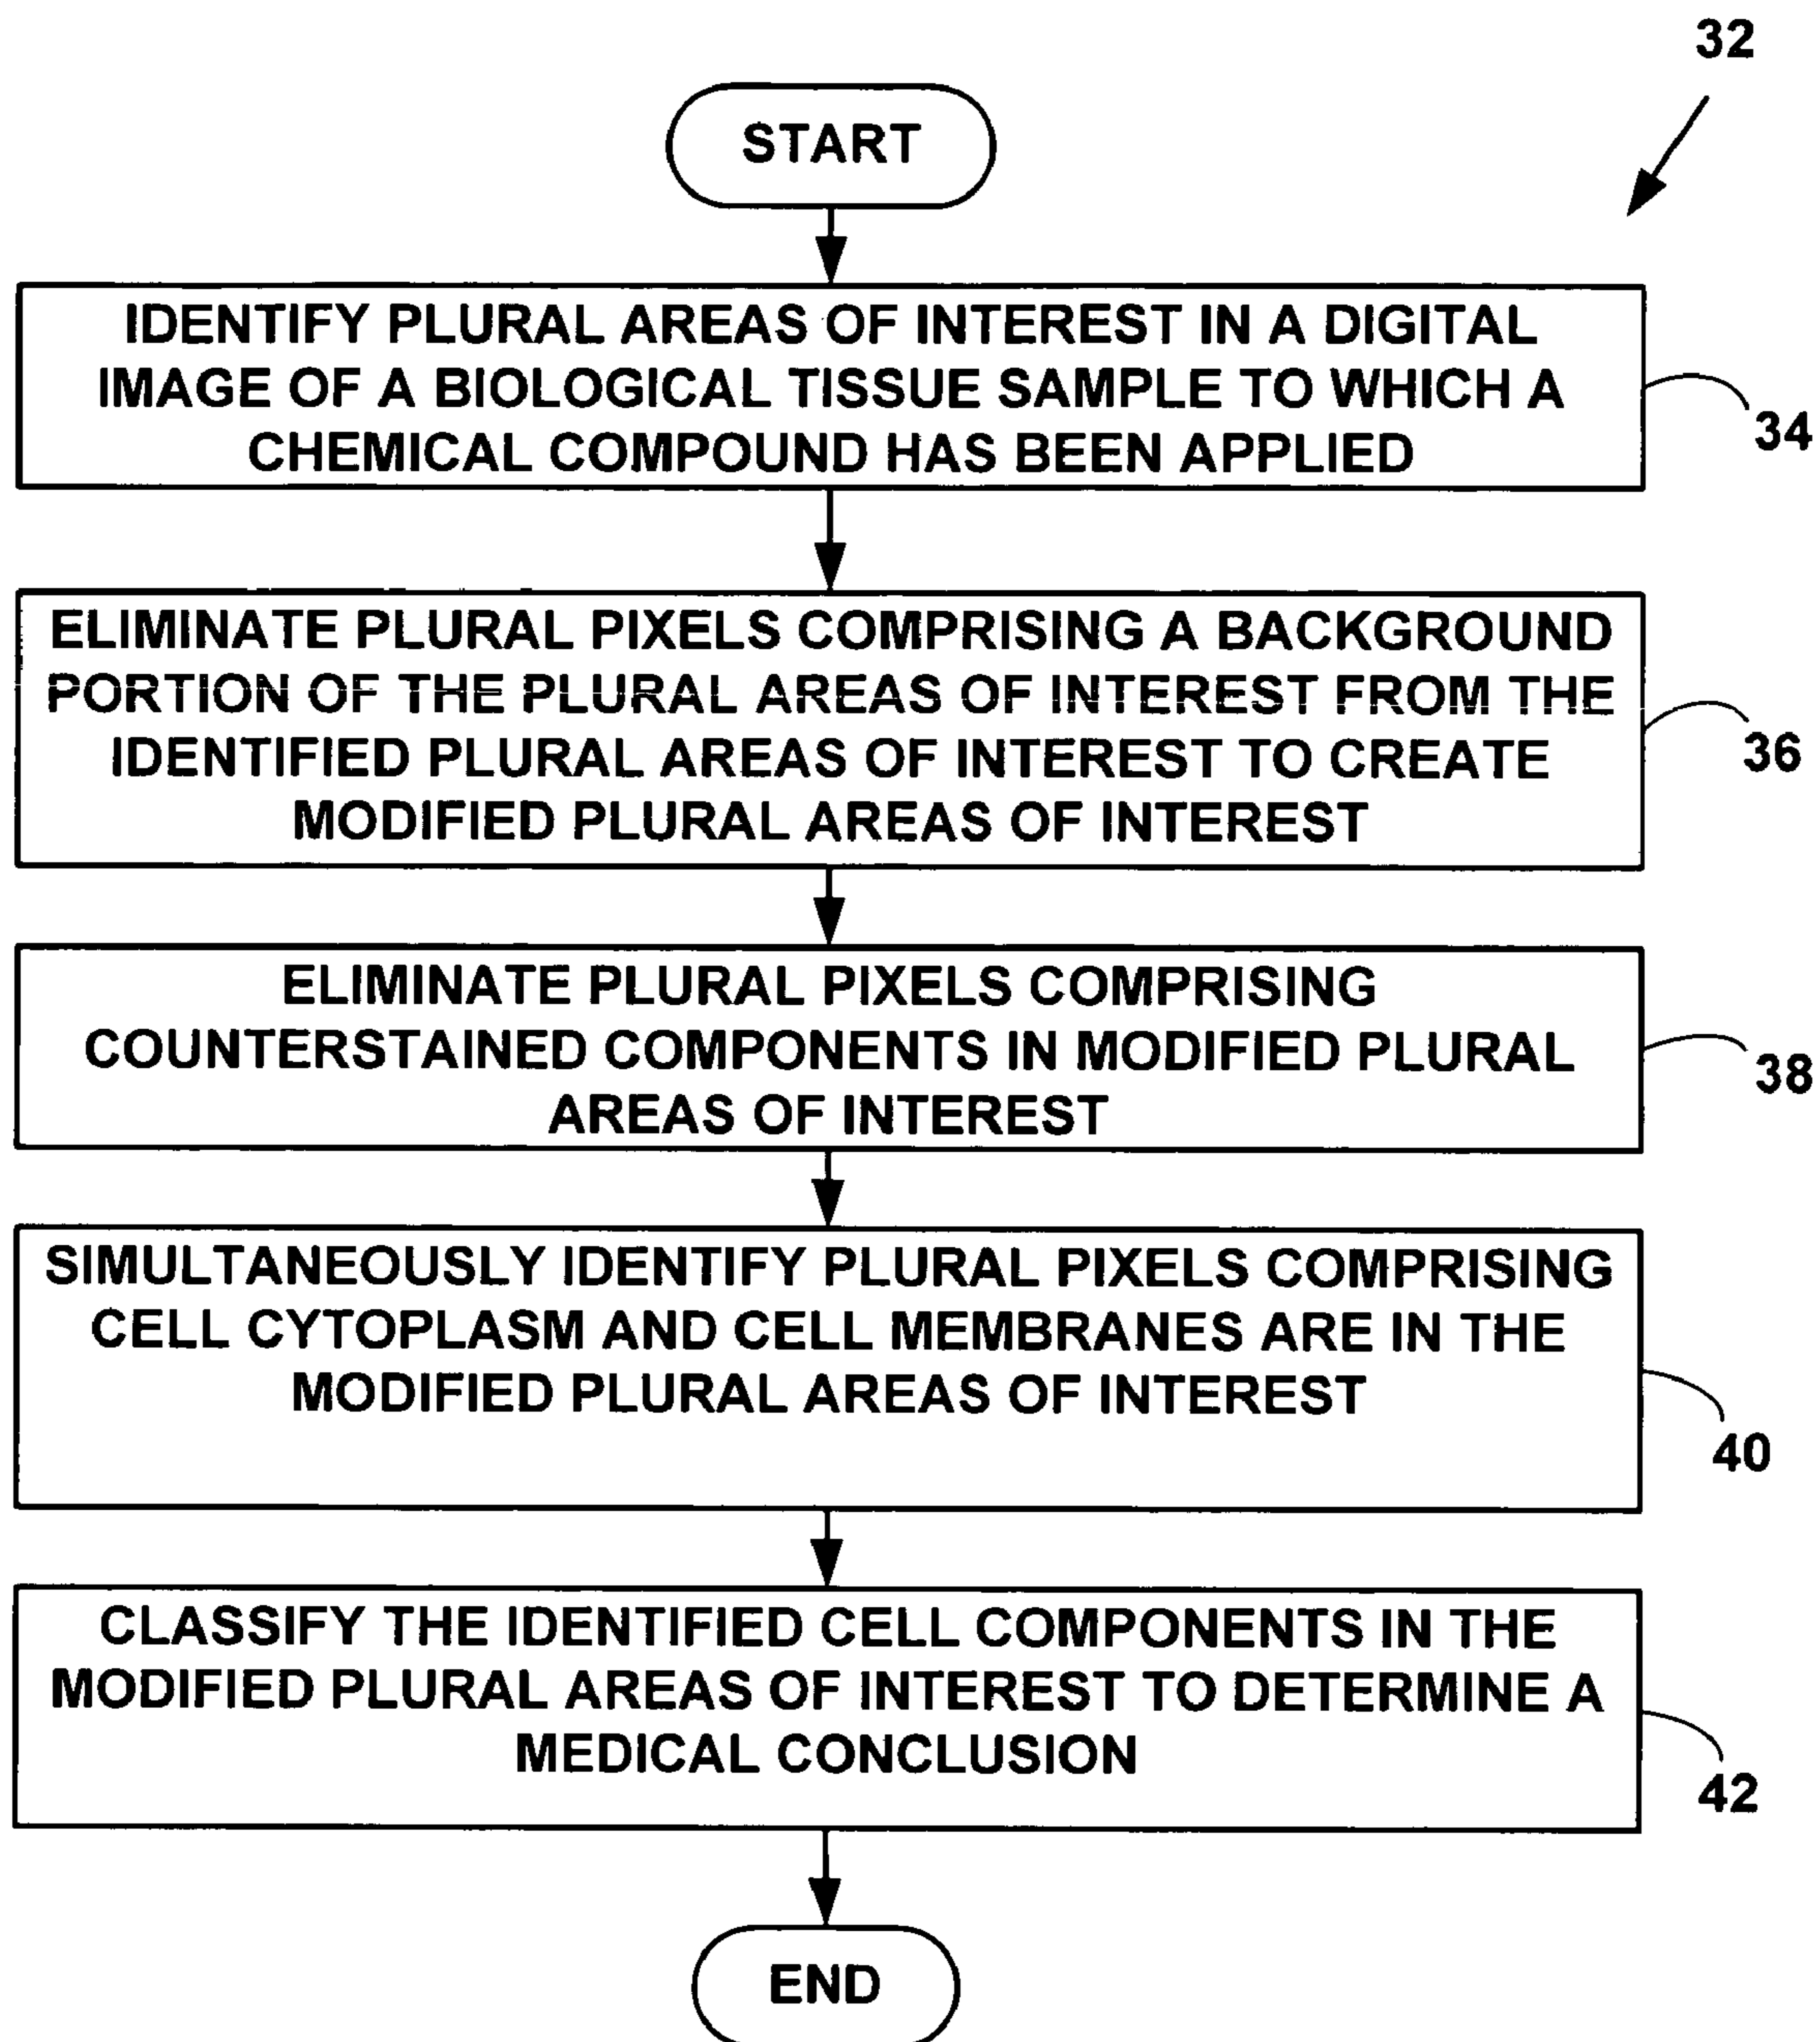 32
START
IDENTIFY PLURAL AREAS OF INTEREST IN A DIGITAL
IMAGE OF A BIOLOGICAL TISSUE SAMPLE TO WHICH A
CHEMICAL COMPOUND HAS BEEN APPLIED
34
ELIMINATE PLURAL PIXELS COMPRISING A BACKGROUND
PORTION OF THE PLURAL AREAS OF INTEREST FROM THE
IDENTIFIED PLURAL AREAS OF INTEREST TO CREATE
MODIFIED PLURAL AREAS OF INTEREST
36
ELIMINATE PLURAL PIXELS COMPRISING
COUNTERSTAINED COMPONENTS IN MODIFIED PLURAL
AREAS OF INTEREST
38
SIMULTANEOUSLY IDENTIFY PLURAL PIXELS COMPRISING
CELL CYTOPLASM AND CELL MEMBRANES ARE IN THE
MODIFIED PLURAL AREAS OF INTEREST
40
CLASSIFY THE IDENTIFIED CELL COMPONENTS IN THE
MODIFIED PLURAL AREAS OF INTEREST TO DETERMINE A
MEDICAL CONCLUSION
42
END